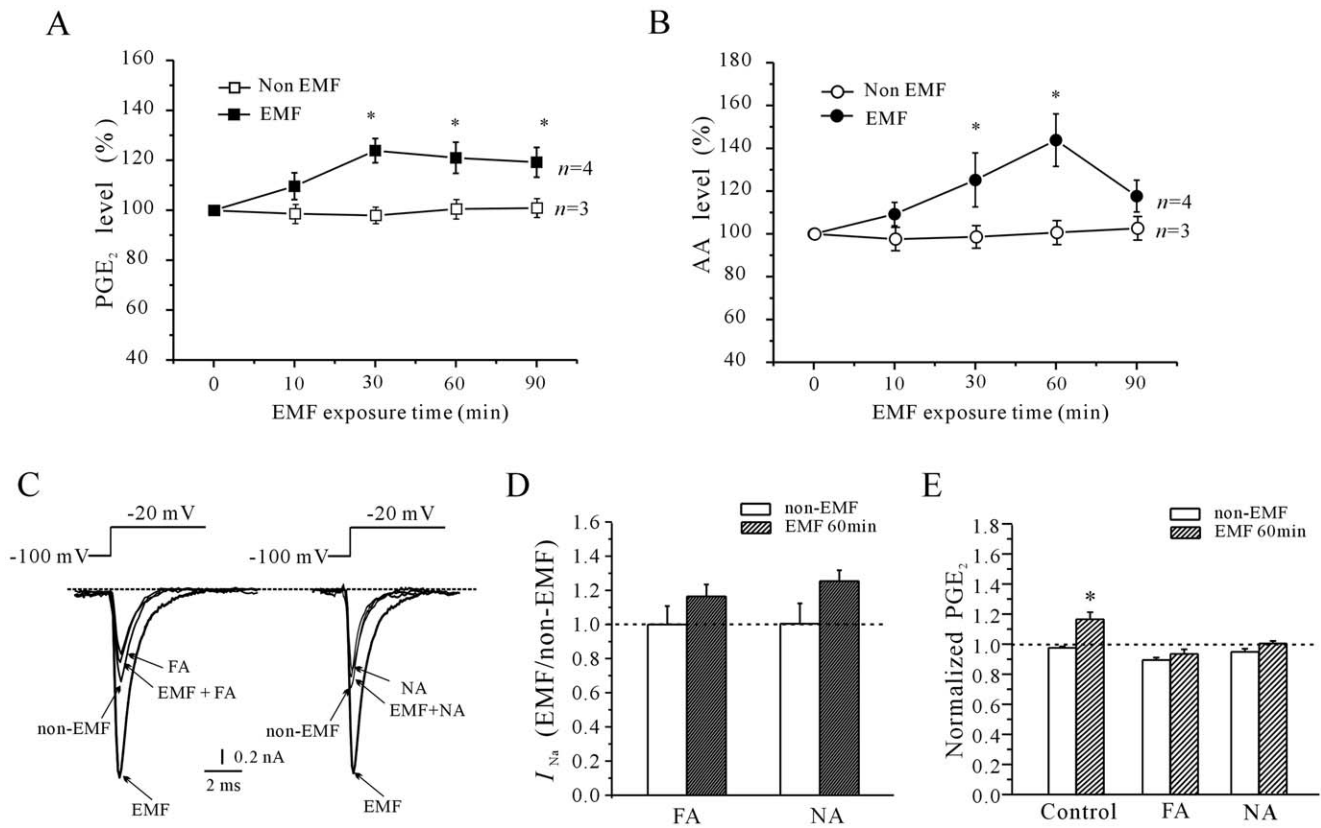 A
160
140
120
100
80
60
40
PGE₂ level (%)
Non EMF
EMF
*
*
*
n=4
n=3
0 10 30 60 90
EMF exposure time (min)
B
180
160
140
120
100
80
60
40
AA level (%)
Non EMF
EMF
*
*
n=4
n=3
0 10 30 60 90
EMF exposure time (min)
C
-20 mV
-100 mV
FA
EMF + FA
non-EMF
EMF
0.2 nA
2 ms
-20 mV
-100 mV
NA
EMF+NA
non-EMF
EMF
D
non-EMF
EMF 60min
1.6
1.4
1.2
1.0
0.8
0.6
0.4
0.2
0.0
I Na (EMF/non-EMF)
FA NA
E
non-EMF
EMF 60min
1.8
1.6
1.4
1.2
1.0
0.8
0.6
0.4
0.2
0.0
Normalized PGE₂
*
Control FA NA